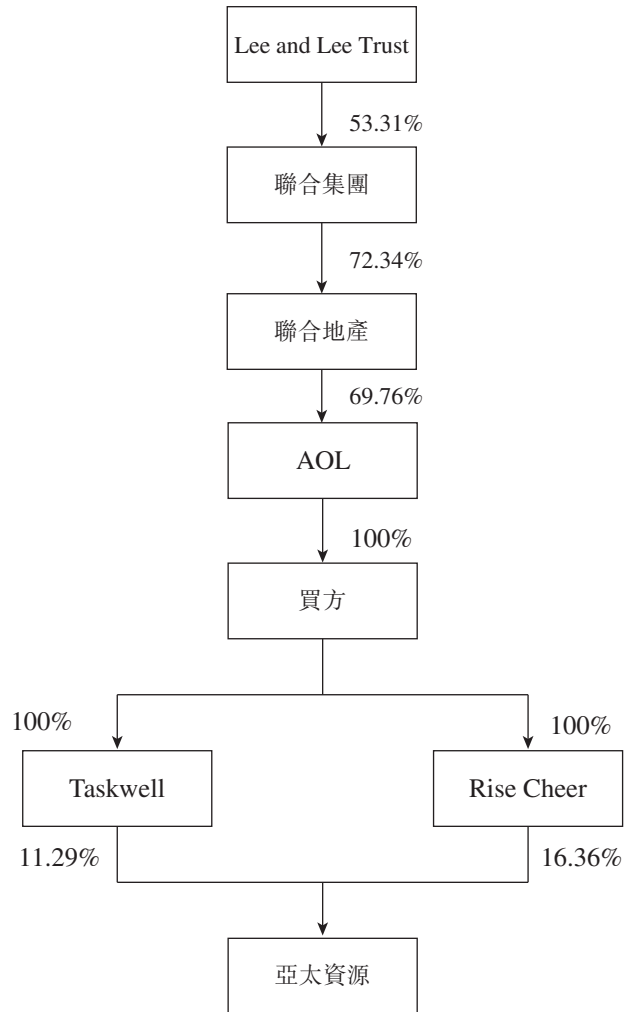 Lee and Lee Trust
53.31%
聯合集團
72.34%
聯合地產
69.76%
AOL
100%
買方
100%
100%
Taskwell
Rise Cheer
11.29%
16.36%
亞太資源